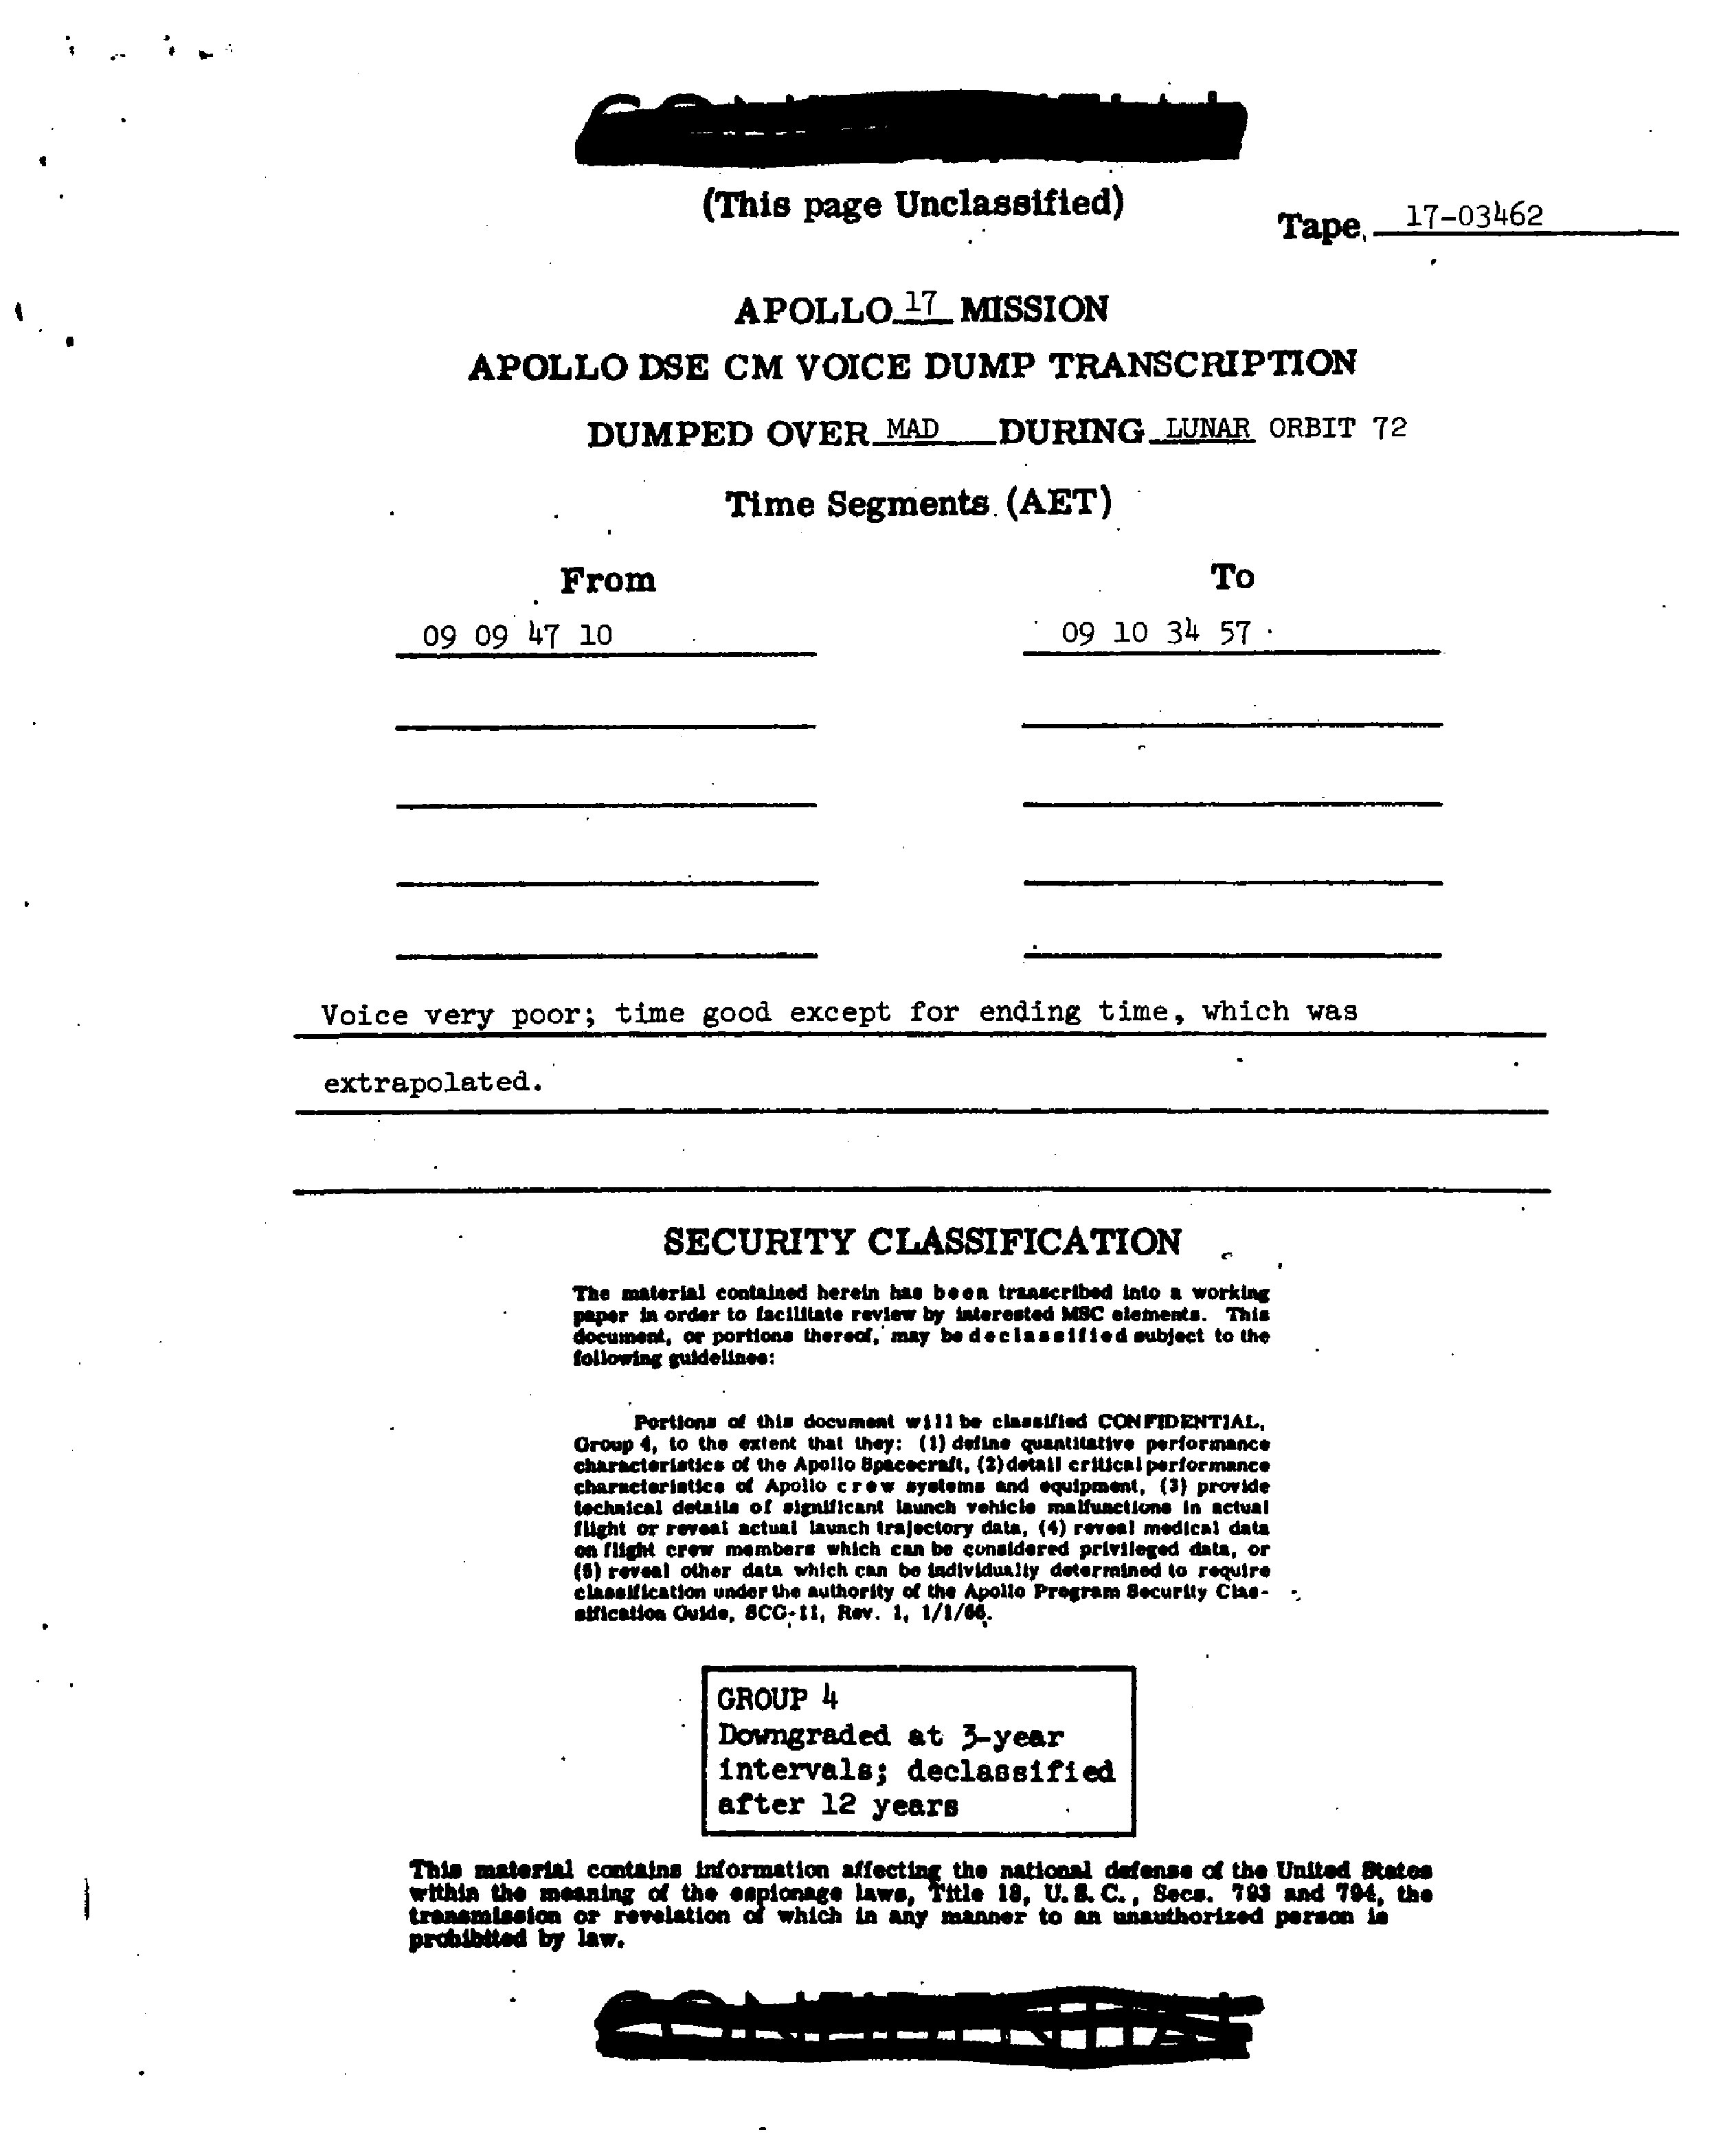 (This page Unclassified)
Tape 17-03462
APOLLO 17 MISSION
APOLLO DSE CM VOICE DUMP TRANSCRIPTION
DUMPED OVER MAD DURING LUNAR ORBIT 72
Time Segments (AET)
From To
09 09 47 10 09 10 34 57
Voice very poor; time good except for ending time, which was
extrapolated.
SECURITY CLASSIFICATION
The material contained herein has been transcribed into a working
paper in order to facilitate review by interested MSC elements. This
document, or portions thereof, may be declassified subject to the
following guidelines:
Portions of this document will be classified CONFIDENTIAL,
Group 4, to the extent that they: (1) define quantitative performance
characteristics of the Apollo Spacecraft, (2) detail critical performance
characteristics of Apollo crew systems and equipment, (3) provide
technical details of significant launch vehicle malfunctions in actual
flight or reveal actual launch trajectory data, (4) reveal medical data
on flight crew members which can be considered privileged data, or
(5) reveal other data which can be individually determined to require
classification under the authority of the Apollo Program Security Clas-
sification Guide, SCG-11, Rev. 1, 1/1/66.
GROUP 4
Downgraded at 3-year
intervals; declassified
after 12 years
This material contains information affecting the national defense of the United States
within the meaning of the espionage laws, Title 18, U.S.C., Secs. 793 and 794, the
transmission or revelation of which in any manner to an unauthorized person is
prohibited by law.